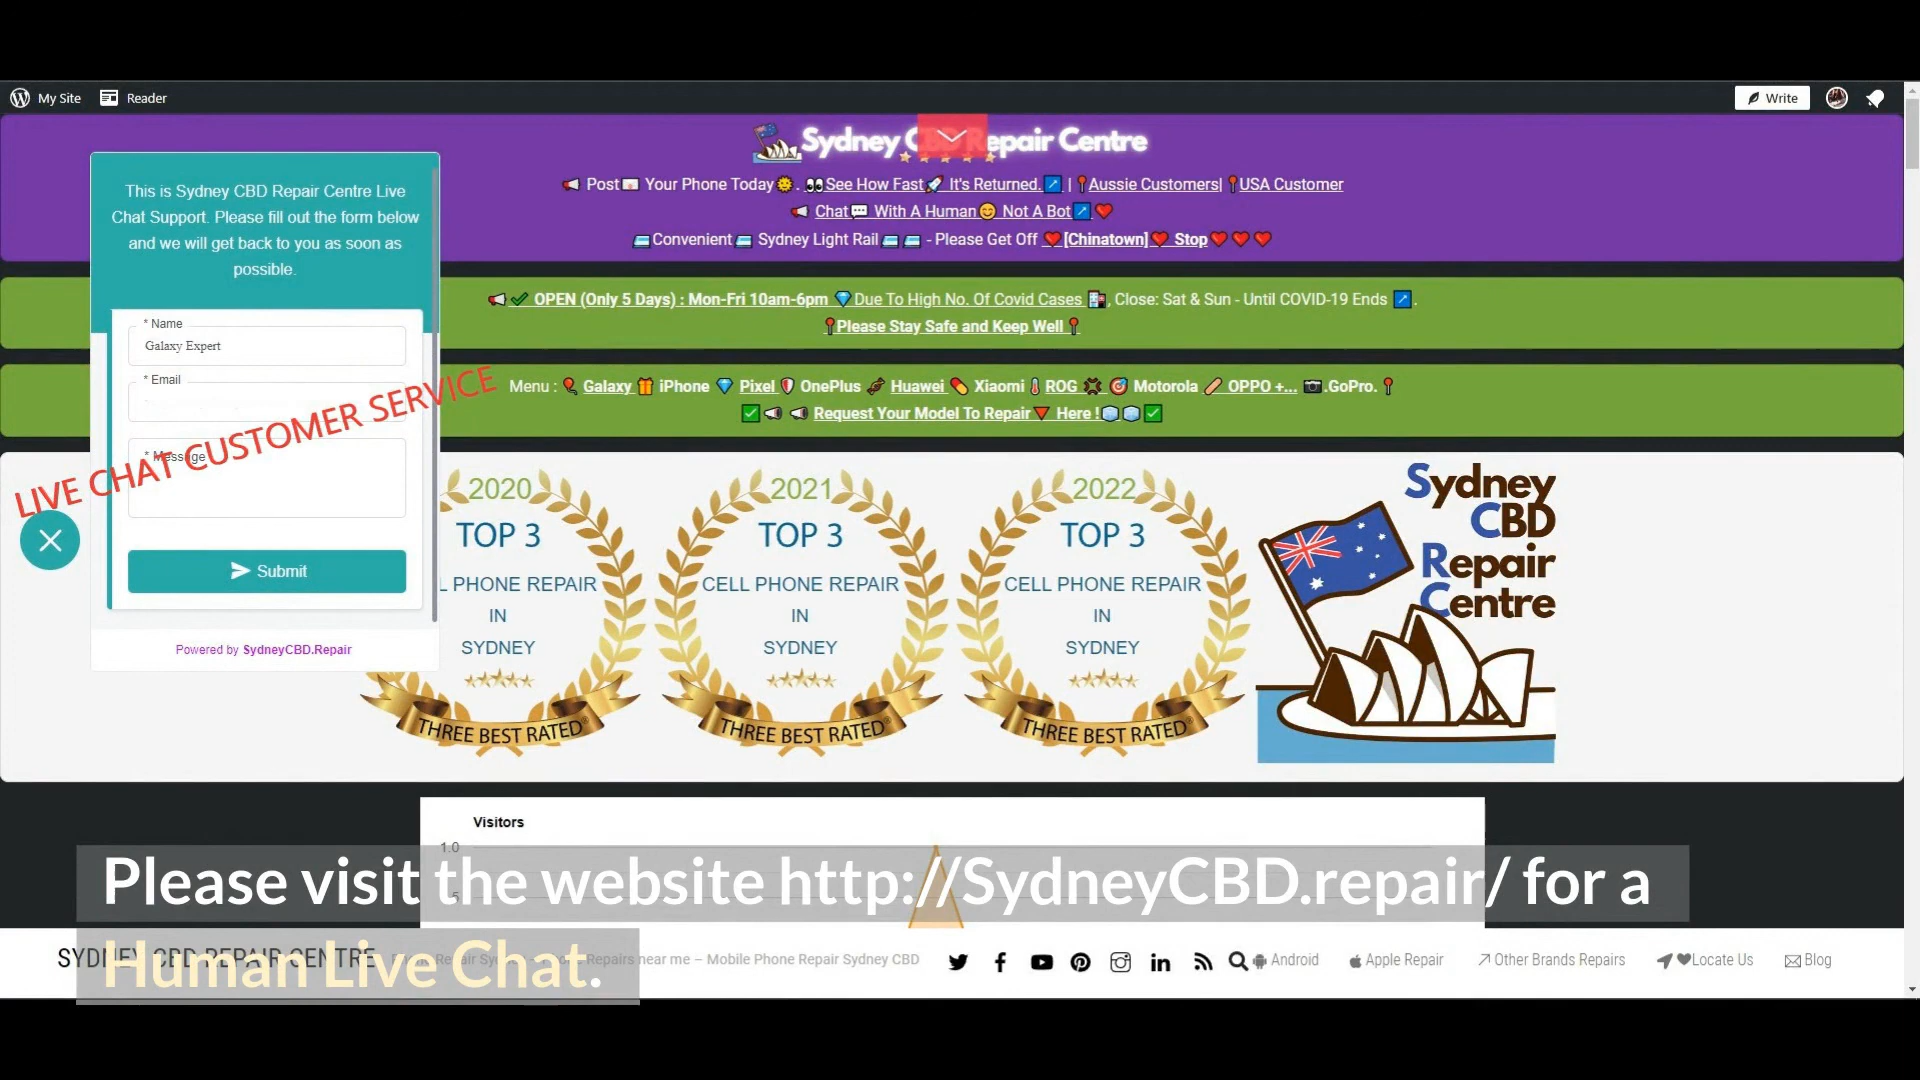 My Site Reader Write
Sydney CBD Repair Centre
Post Your Phone Today . See How Fast It's Returned. | Aussie Customers| USA Customer
Chat With A Human Not A Bot
Convenient Sydney Light Rail - Please Get Off [Chinatown] Stop
OPEN (Only 5 Days) : Mon-Fri 10am-6pm Due To High No. Of Covid Cases , Close: Sat & Sun - Until COVID-19 Ends .
Please Stay Safe and Keep Well
Menu : Galaxy iPhone Pixel OnePlus Huawei Xiaomi ROG Motorola OPPO +... .GoPro.
Request Your Model To Repair Here !
This is Sydney CBD Repair Centre Live
Chat Support. Please fill out the form below
and we will get back to you as soon as
possible.
* Name
Galaxy Expert
* Email
* Message
Submit
Powered by SydneyCBD.Repair
LIVE CHAT CUSTOMER SERVICE
2020
TOP 3
L PHONE REPAIR
IN
SYDNEY
THREE BEST RATED®
2021
TOP 3
CELL PHONE REPAIR
IN
SYDNEY
THREE BEST RATED®
2022
TOP 3
CELL PHONE REPAIR
IN
SYDNEY
THREE BEST RATED®
Sydney
CBD
Repair
Centre
Visitors
1.0
Please visit the website http://SydneyCBD.repair/ for a
Human Live Chat.
SYDNEY CBD REPAIR CENTRE
Repairs near me – Mobile Phone Repair Sydney CBD
Android Apple Repair Other Brands Repairs Locate Us Blog